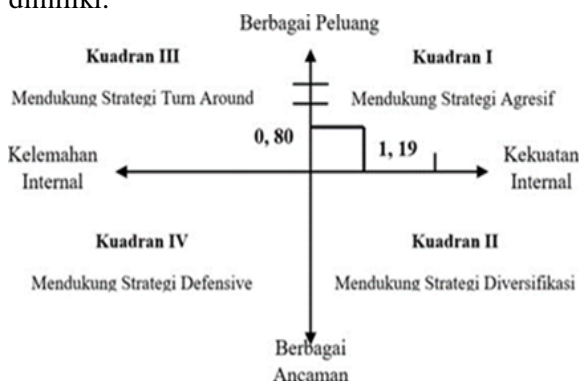 Berbagai Peluang
Kuadran III
Kuadran I
Mendukung Strategi Turn Around
Mendukung Strategi Agresif
0, 80
1, 19
Kelemahan
Internal
Kekuatan
Internal
Kuadran IV
Kuadran II
Mendukung Strategi Defensive
Mendukung Strategi Diversifikasi
Berbagai
Ancaman